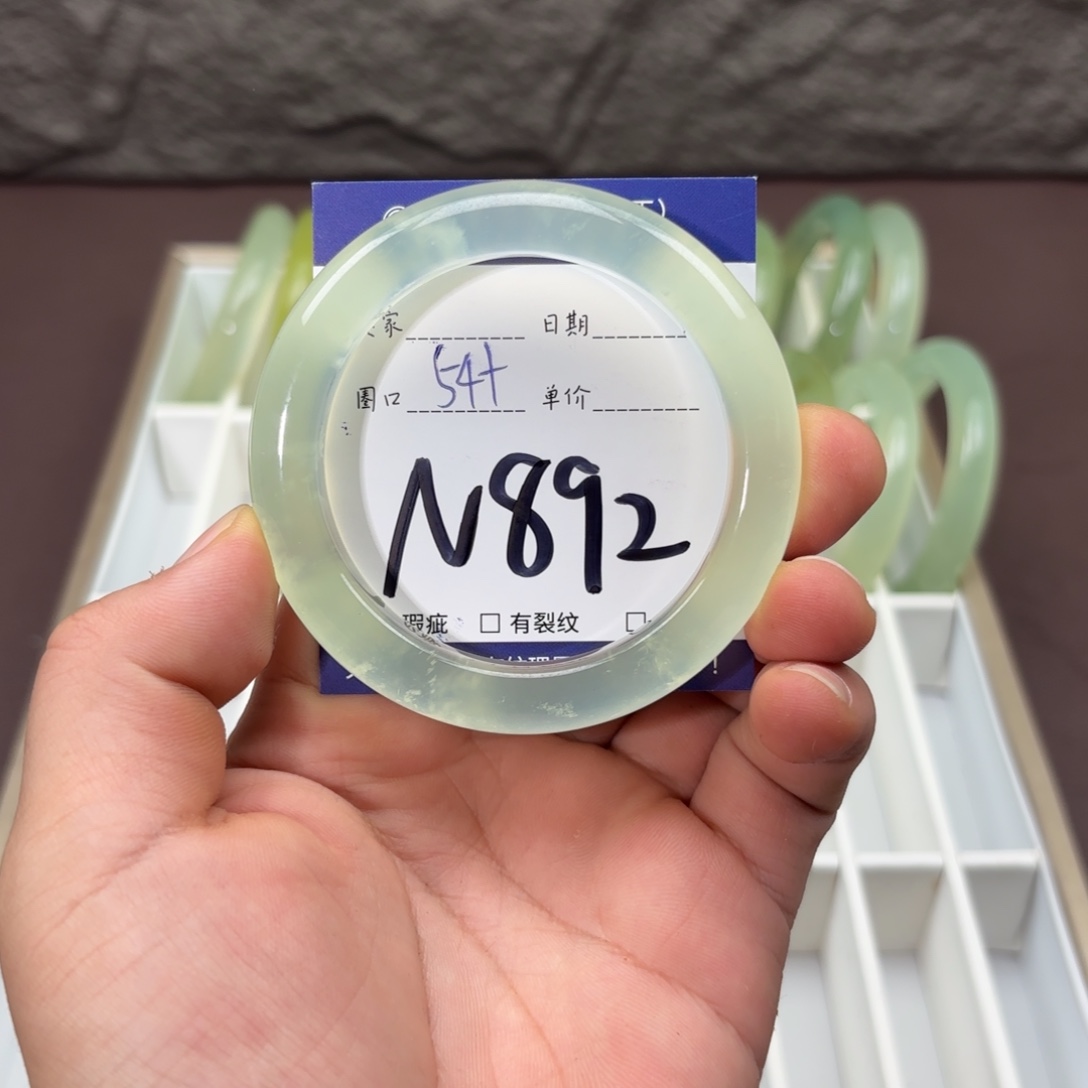 家 日期
圈口 54+ 单价
N892
瑕疵 □ 有裂纹 □